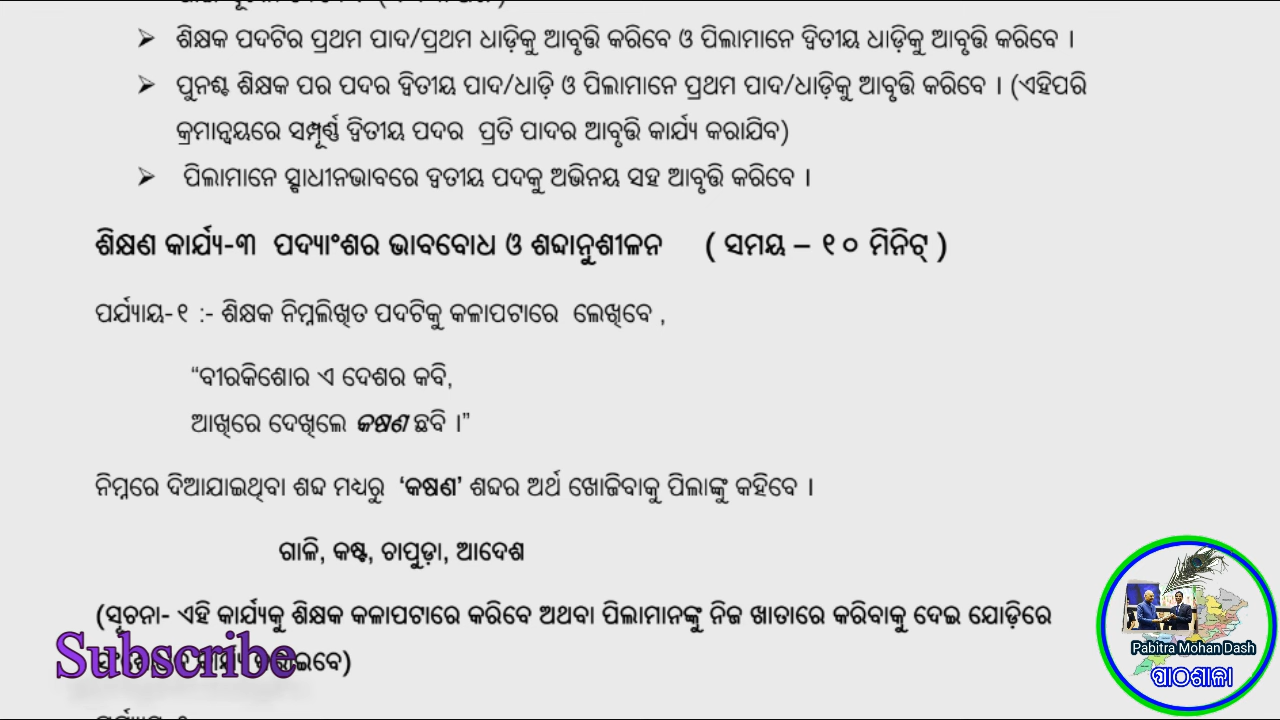 ➢ ଶିକ୍ଷକ ପଦଟିର ପ୍ରଥମ ପାଦ/ପ୍ରଥମ ଧାଡ଼ିକୁ ଆବୃତ୍ତି କରିବେ ଓ ପିଲାମାନେ ଦ୍ୱିତୀୟ ଧାଡ଼ିକୁ ଆବୃତ୍ତି କରିବେ ।
➢ ପୁନଶ୍ଚ ଶିକ୍ଷକ ପର ପଦର ଦ୍ୱିତୀୟ ପାଦ/ଧାଡ଼ି ଓ ପିଲାମାନେ ପ୍ରଥମ ପାଦ/ଧାଡ଼ିକୁ ଆବୃତ୍ତି କରିବେ । (ଏହିପରି
କ୍ରମାନ୍ୱୟରେ ସମ୍ପୂର୍ଣ୍ଣ ଦ୍ୱିତୀୟ ପଦର ପ୍ରତି ପାଦର ଆବୃତ୍ତି କାର୍ଯ୍ୟ କରାଯିବ)
➢ ପିଲାମାନେ ସ୍ବାଧୀନଭାବରେ ଦ୍ୱତୀୟ ପଦକୁ ଅଭିନୟ ସହ ଆବୃତ୍ତି କରିବେ ।
ଶିକ୍ଷଣ କାର୍ଯ୍ୟ-୩ ପଦ୍ୟାଂଶର ଭାବବୋଧ ଓ ଶବ୍ଦାନୁଶୀଳନ ( ସମୟ – ୧୦ ମିନିଟ୍ )
ପର୍ଯ୍ୟାୟ-୧ :- ଶିକ୍ଷକ ନିମ୍ନଲିଖିତ ପଦଟିକୁ କଳାପଟାରେ ଲେଖିବେ ,
“ବୀରକିଶୋର ଏ ଦେଶର କବି,
ଆଖିରେ ଦେଖିଲେ କଷଣ ଛବି ।”
ନିମ୍ନରେ ଦିଆଯାଇଥିବା ଶବ୍ଦ ମଧ୍ୟରୁ ‘କଷଣ’ ଶବ୍ଦର ଅର୍ଥ ଖୋଜିବାକୁ ପିଲାଙ୍କୁ କହିବେ ।
ଗାଳି, କଷ୍ଟ, ଚାପୁଡ଼ା, ଆଦେଶ
(ସୂଚନା- ଏହି କାର୍ଯ୍ୟକୁ ଶିକ୍ଷକ କଳାପଟାରେ କରିବେ ଅଥବା ପିଲାମାନଙ୍କୁ ନିଜ ଖାତାରେ କରିବାକୁ ଦେଇ ଯୋଡ଼ିରେ
Subscribe
Pabitra Mohan Dash
ପାଠଶାଳା